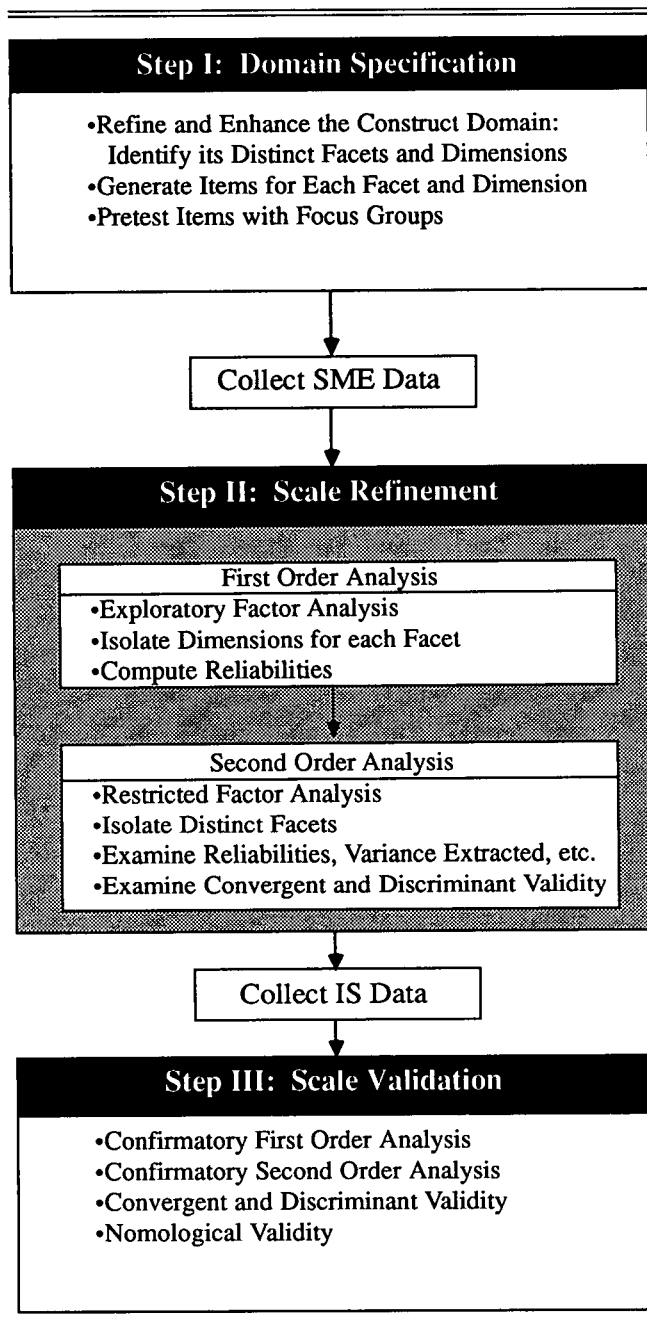 Step I: Domain Specification
•Refine and Enhance the Construct Domain:
Identify its Distinct Facets and Dimensions
•Generate Items for Each Facet and Dimension
•Pretest Items with Focus Groups
Collect SME Data
Step II: Scale Refinement
First Order Analysis
•Exploratory Factor Analysis
•Isolate Dimensions for each Facet
•Compute Reliabilities
Second Order Analysis
•Restricted Factor Analysis
•Isolate Distinct Facets
•Examine Reliabilities, Variance Extracted, etc.
•Examine Convergent and Discriminant Validity
Collect IS Data
Step III: Scale Validation
•Confirmatory First Order Analysis
•Confirmatory Second Order Analysis
•Convergent and Discriminant Validity
•Nomological Validity